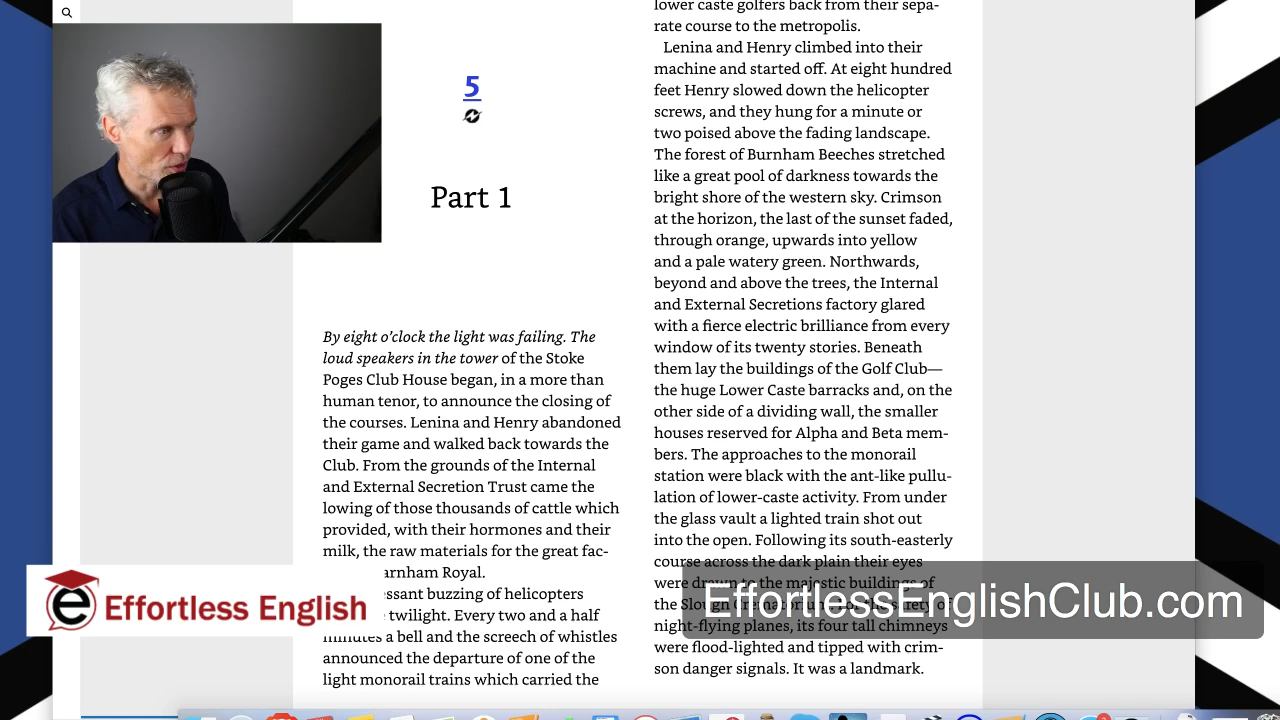 5
Part 1
By eight o’clock the light was failing. The
loud speakers in the tower of the Stoke
Poges Club House began, in a more than
human tenor, to announce the closing of
the courses. Lenina and Henry abandoned
their game and walked back towards the
Club. From the grounds of the Internal
and External Secretion Trust came the
lowing of those thousands of cattle which
provided, with their hormones and their
milk, the raw materials for the great fac-
arnham Royal.
ssant buzzing of helicopters
twilight. Every two and a half
minutes a bell and the screech of whistles
announced the departure of one of the
light monorail trains which carried the
lower caste golfers back from their sepa-
rate course to the metropolis.
Lenina and Henry climbed into their
machine and started off. At eight hundred
feet Henry slowed down the helicopter
screws, and they hung for a minute or
two poised above the fading landscape.
The forest of Burnham Beeches stretched
like a great pool of darkness towards the
bright shore of the western sky. Crimson
at the horizon, the last of the sunset faded,
through orange, upwards into yellow
and a pale watery green. Northwards,
beyond and above the trees, the Internal
and External Secretions factory glared
with a fierce electric brilliance from every
window of its twenty stories. Beneath
them lay the buildings of the Golf Club—
the huge Lower Caste barracks and, on the
other side of a dividing wall, the smaller
houses reserved for Alpha and Beta mem-
bers. The approaches to the monorail
station were black with the ant-like pullu-
lation of lower-caste activity. From under
the glass vault a lighted train shot out
into the open. Following its south-easterly
course across the dark plain their eyes
were drawn to the majestic buildings of
the Slough Crematorium. For the safety of
night-flying planes, its four tall chimneys
were flood-lighted and tipped with crim-
son danger signals. It was a landmark.
e Effortless English
EffortlessEnglishClub.com